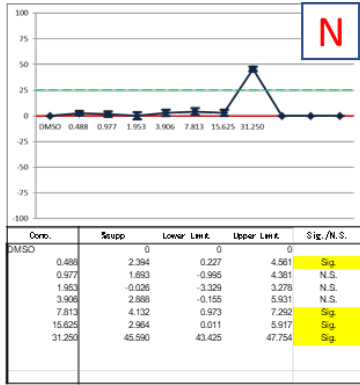 100
N
75
50
25
0
DMSO 0.488 0.977 1.953 3.906 7.813 15.625 31.250
-25
-50
-75
-100
Conc. %supp Lower Limit Upper Limit Sig./N.S.
DMSO 0 0 0
0.488 2.394 0.227 4.561 Sig.
0.977 1.693 -0.995 4.381 N.S.
1.953 -0.026 -3.329 3.278 N.S.
3.906 2.888 -0.155 5.931 N.S.
7.813 4.132 0.973 7.292 Sig.
15.625 2.964 0.011 5.917 Sig.
31.250 45.590 43.425 47.754 Sig.